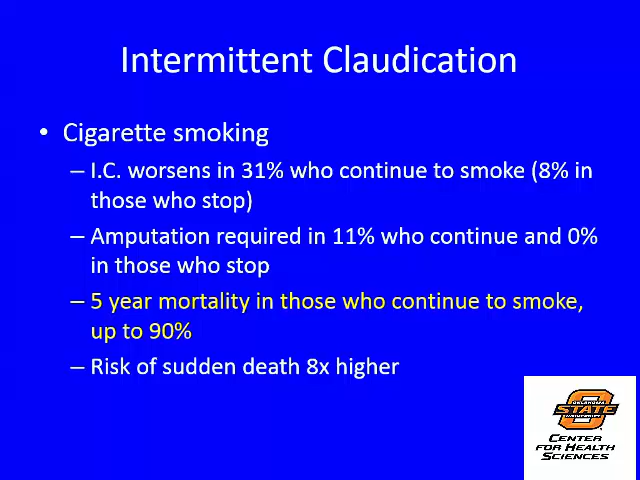 Intermittent Claudication
• Cigarette smoking
– I.C. worsens in 31% who continue to smoke (8% in
those who stop)
– Amputation required in 11% who continue and 0%
in those who stop
– 5 year mortality in those who continue to smoke,
up to 90%
– Risk of sudden death 8x higher
OKLAHOMA
STATE
UNIVERSITY
CENTER
FOR HEALTH
SCIENCES